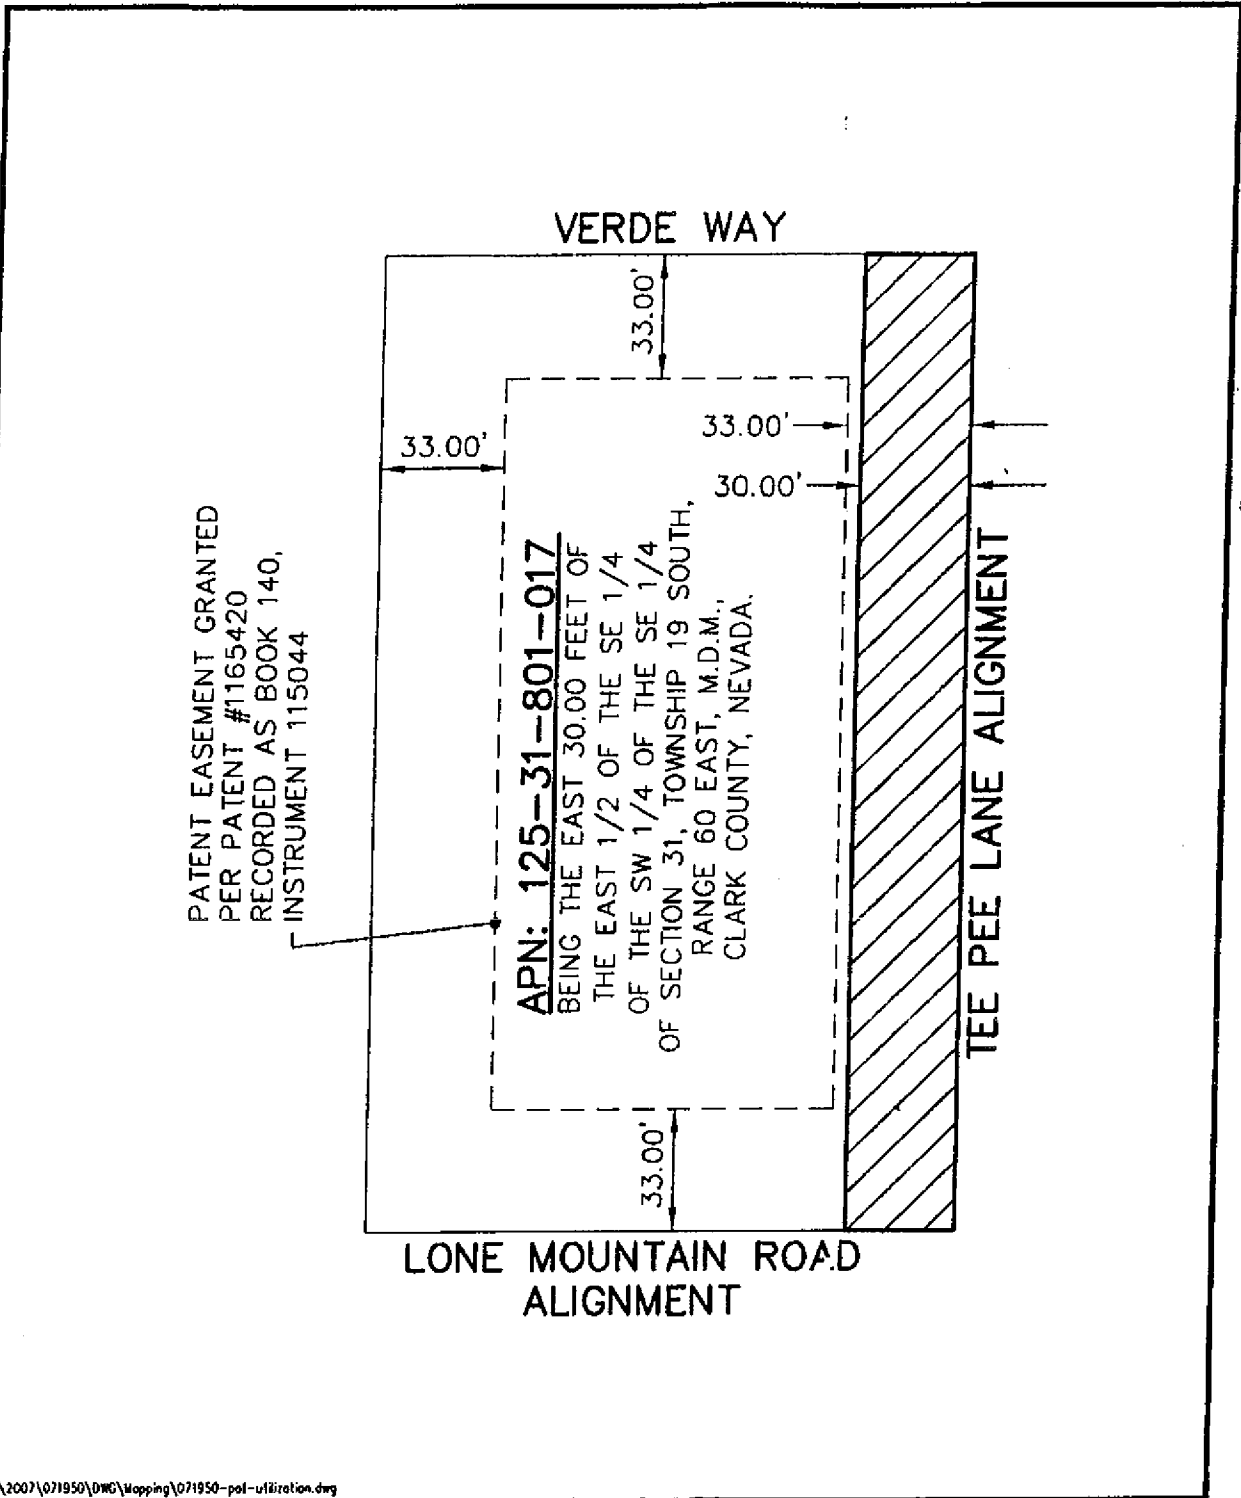 VERDE WAY
33.00'
33.00'
33.00'
30.00'
PATENT EASEMENT GRANTED
PER PATENT #1165420
RECORDED AS BOOK 140,
INSTRUMENT 115044
APN: 125-31-801-017
BEING THE EAST 30.00 FEET OF
THE EAST 1/2 OF THE SE 1/4
OF THE SW 1/4 OF THE SE 1/4
OF SECTION 31, TOWNSHIP 19 SOUTH,
RANGE 60 EAST, M.D.M.,
CLARK COUNTY, NEVADA.
TEE PEE LANE ALIGNMENT
33.00'
LONE MOUNTAIN ROAD
ALIGNMENT
\2007\071950\DWG\Mapping\071950-pat-utilization.dwg